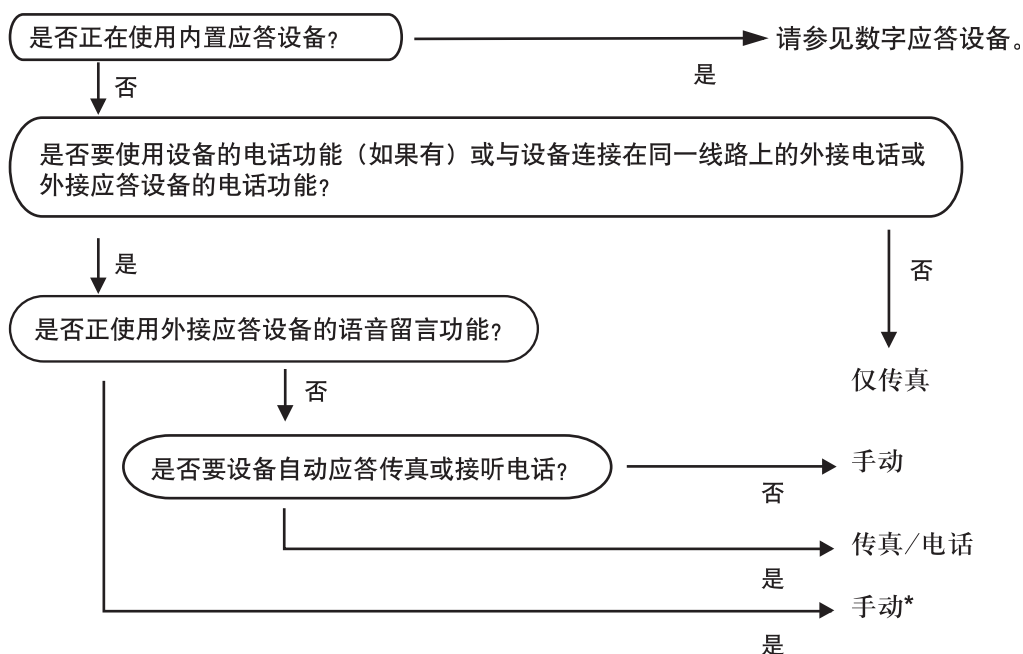 是否正在使用内置应答设备?
请参见数字应答设备。
是
否
是否要使用设备的电话功能（如果有）或与设备连接在同一线路上的外接电话或
外接应答设备的电话功能?
是
否
是否正使用外接应答设备的语音留言功能?
仅传真
否
是否要设备自动应答传真或接听电话?
手动
否
传真/电话
是
手动*
是